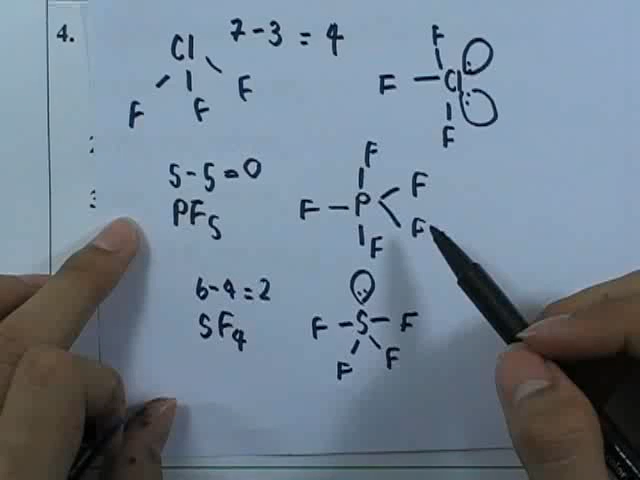 4.
7-3=4
Cl
F F F
F
F Cl
F
5-5=0
PF5
F
F P F
F
F
6-4=2
SF4
F S F
F F